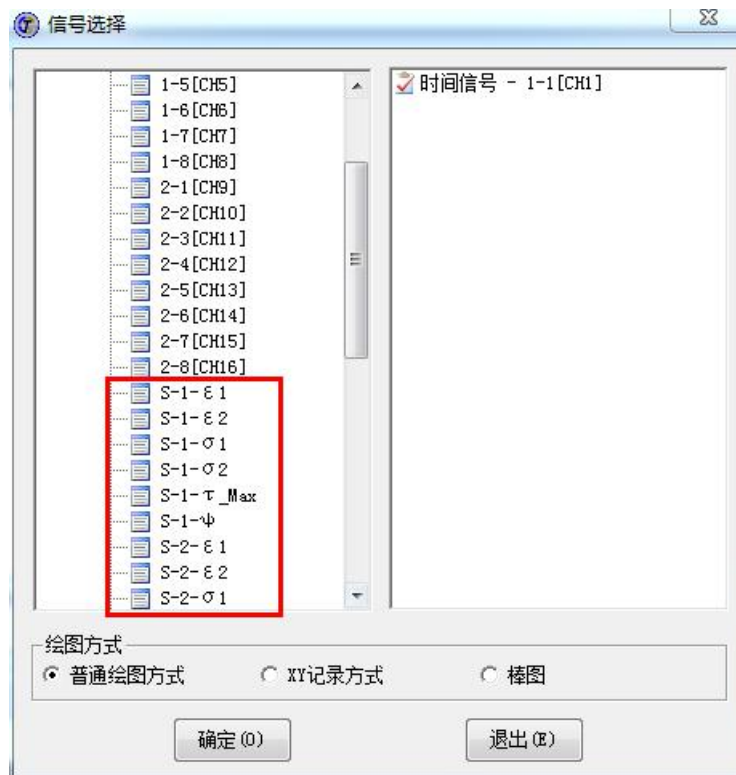 信号选择
1-5[CH5]
1-6[CH6]
1-7[CH7]
1-8[CH8]
2-1[CH9]
2-2[CH10]
2-3[CH11]
2-4[CH12]
2-5[CH13]
2-6[CH14]
2-7[CH15]
2-8[CH16]
S-1-ε1
S-1-ε2
S-1-σ1
S-1-σ2
S-1-τ_Max
S-1-ψ
S-2-ε1
S-2-ε2
S-2-σ1
时间信号 - 1-1[CH1]
绘图方式
普通绘图方式 XY记录方式 棒图
确定(O) 退出(E)